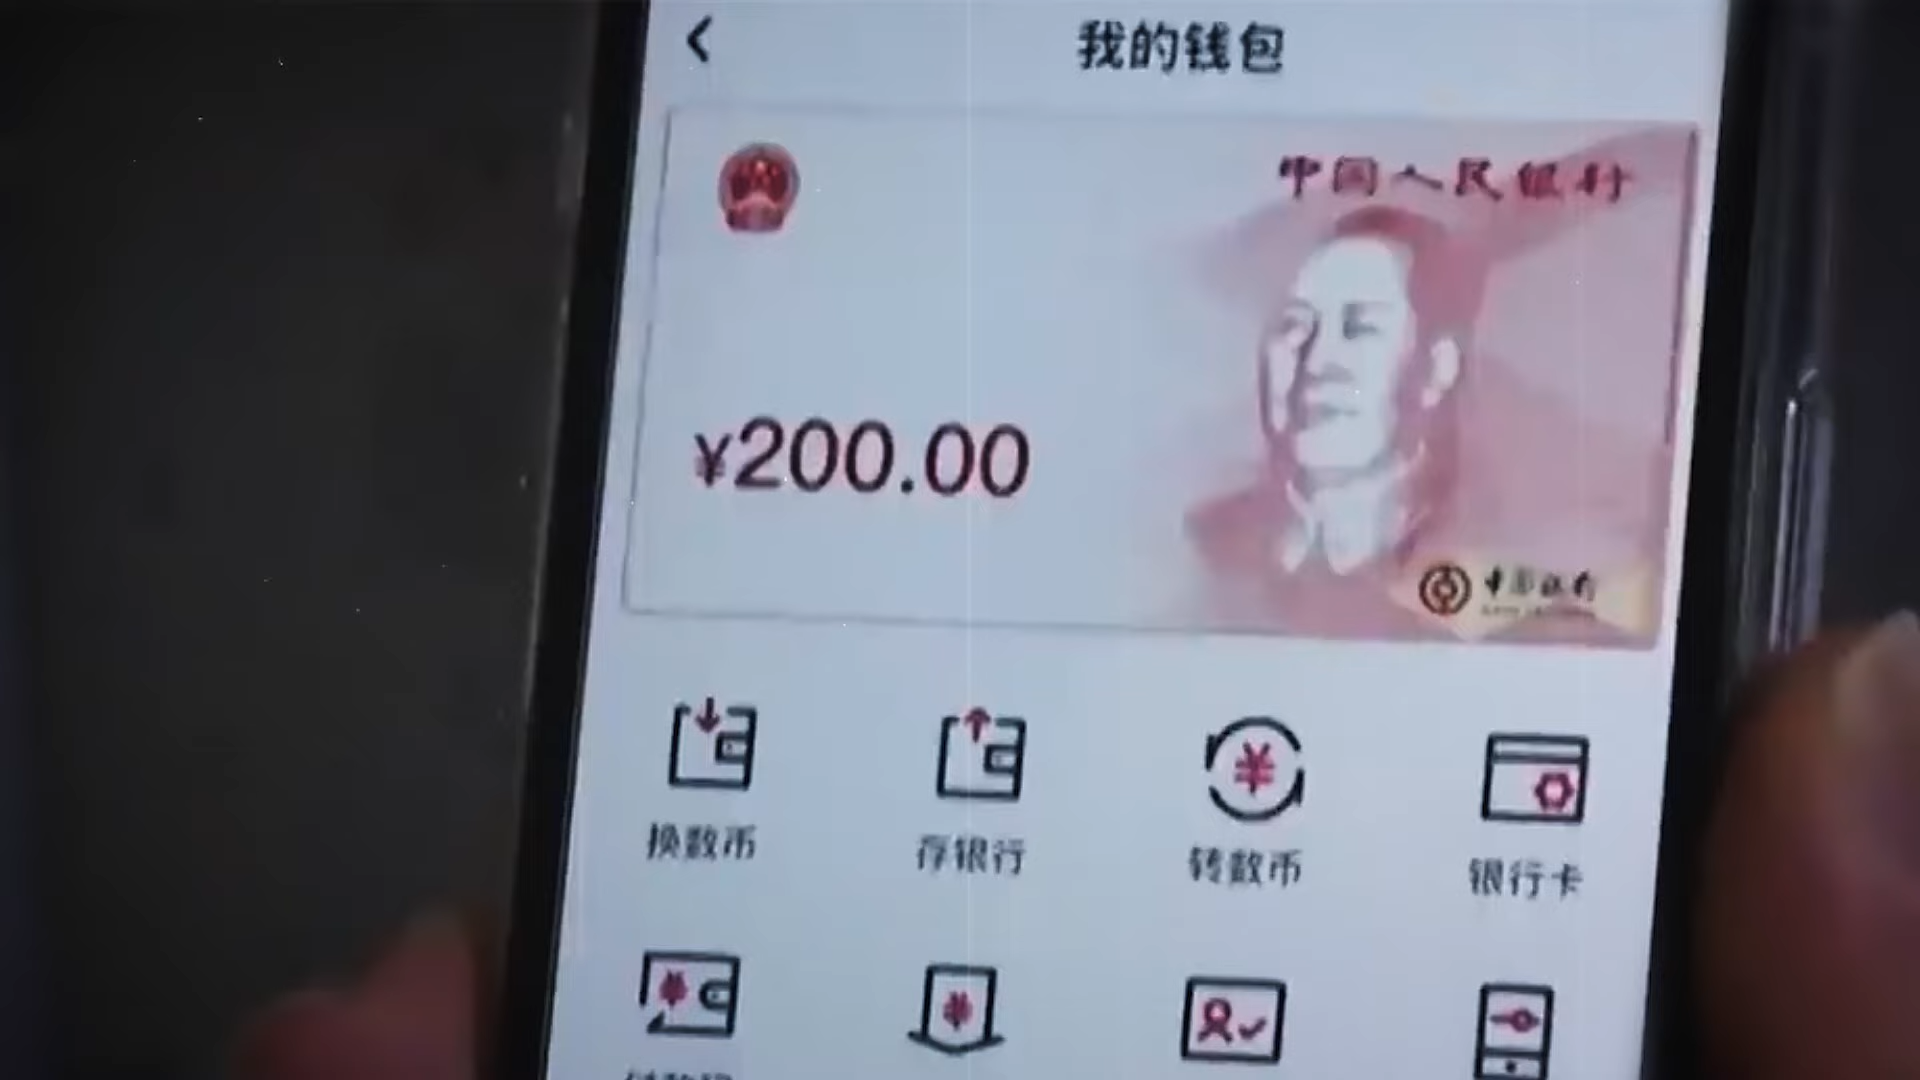 我的钱包
中国人民银行
¥200.00
中国银行
换数币
存银行
转数币
银行卡